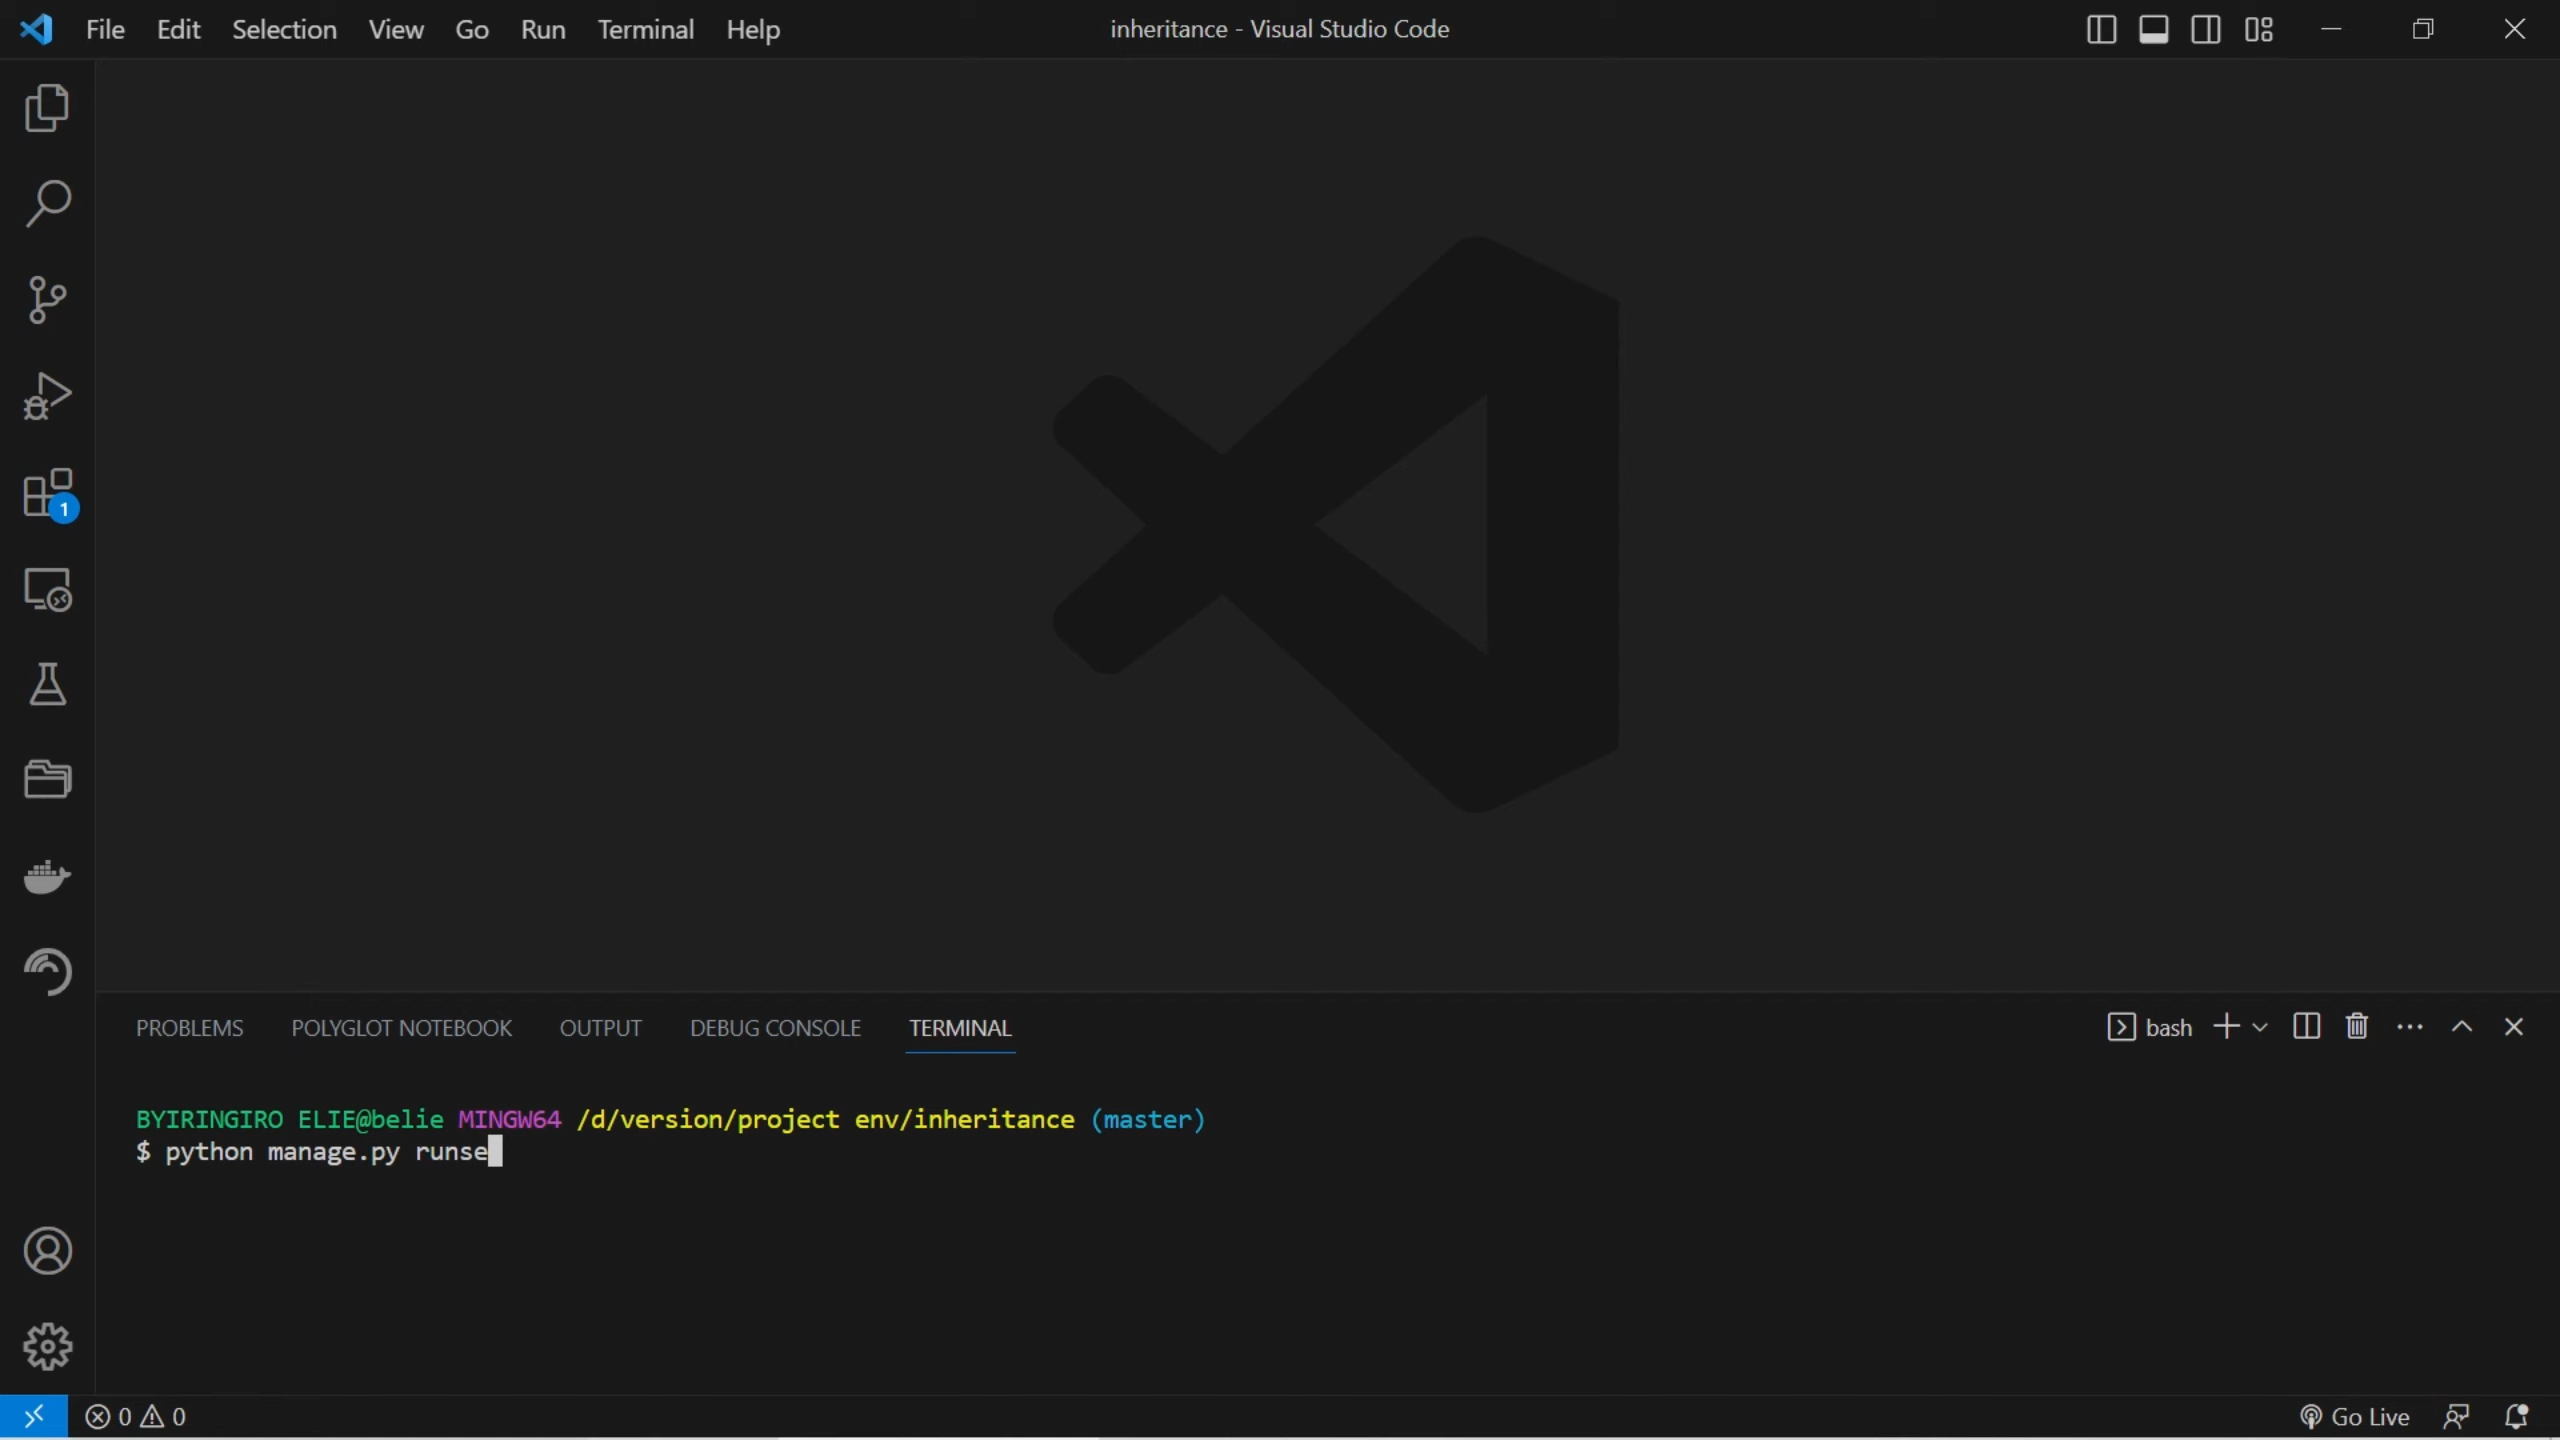 File Edit Selection View Go Run Terminal Help inheritance - Visual Studio Code
1
PROBLEMS POLYGLOT NOTEBOOK OUTPUT DEBUG CONSOLE TERMINAL bash
BYIRINGIRO ELIE@belie MINGW64 /d/version/project env/inheritance (master)
$ python manage.py runse
0 0 Go Live